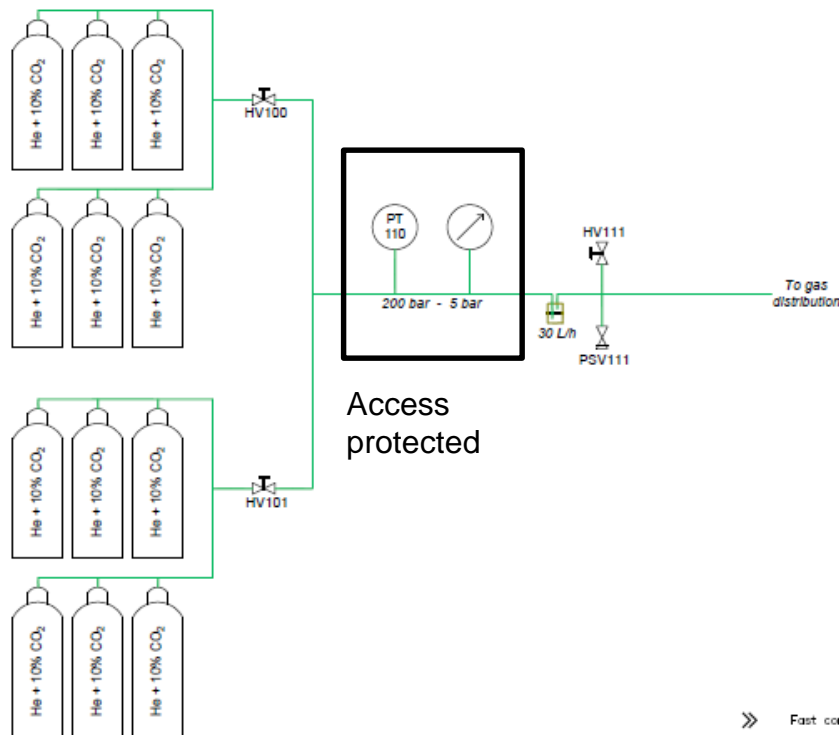 He + 10% CO₂
He + 10% CO₂
He + 10% CO₂
HV100
He + 10% CO₂
He + 10% CO₂
He + 10% CO₂
PT
110
200 bar - 5 bar
30 L/h
HV111
PSV111
To gas
distribution
Access
protected
He + 10% CO₂
He + 10% CO₂
He + 10% CO₂
HV101
He + 10% CO₂
He + 10% CO₂
He + 10% CO₂
>> Fast